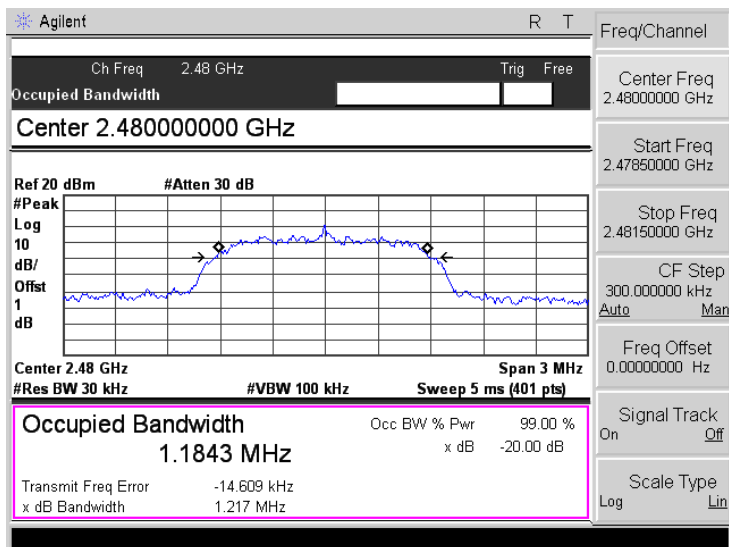 Agilent
R T
Ch Freq 2.48 GHz Trig Free
Occupied Bandwidth
Center 2.480000000 GHz
Ref 20 dBm #Atten 30 dB
#Peak
Log
10
dB/
Offst
1
dB
Center 2.48 GHz Span 3 MHz
#Res BW 30 kHz #VBW 100 kHz Sweep 5 ms (401 pts)
Occupied Bandwidth
1.1843 MHz
Occ BW % Pwr 99.00 %
x dB -20.00 dB
Transmit Freq Error -14.609 kHz
x dB Bandwidth 1.217 MHz
Freq/Channel
Center Freq
2.48000000 GHz
Start Freq
2.47850000 GHz
Stop Freq
2.48150000 GHz
CF Step
300.000000 kHz
Auto Man
Freq Offset
0.00000000 Hz
Signal Track
On Off
Scale Type
Log Lin